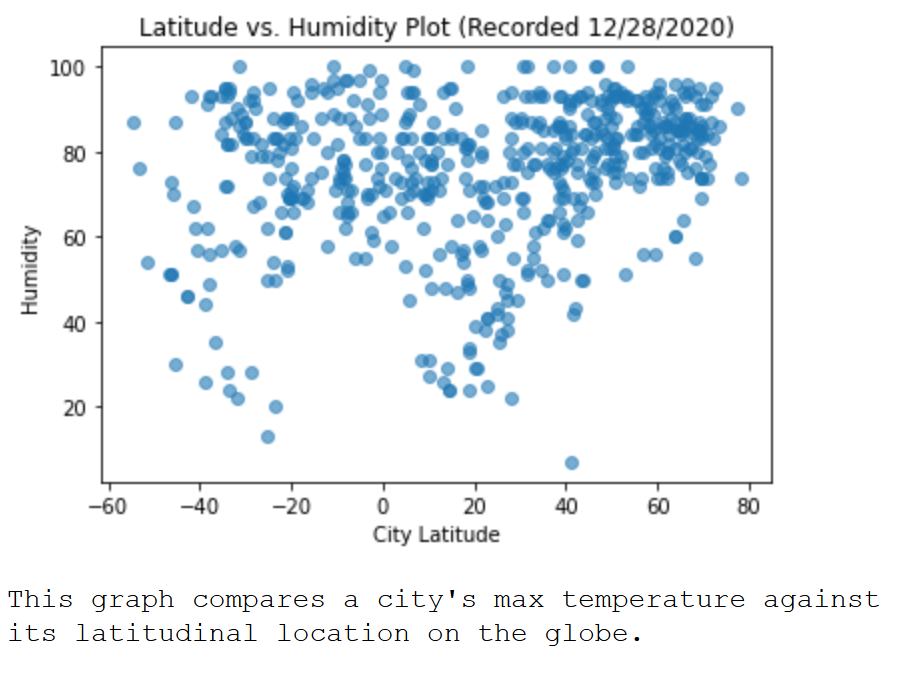 Latitude vs. Humidity Plot (Recorded 12/28/2020)
100
80
60
40
20
Humidity
−60 −40 −20 0 20 40 60 80
City Latitude
This graph compares a city's max temperature against
its latitudinal location on the globe.